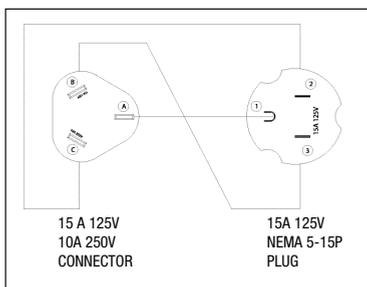 B
A
C
2
1
3
15A 125V
15 A 125V
10A 250V
CONNECTOR
15A 125V
NEMA 5-15P
PLUG